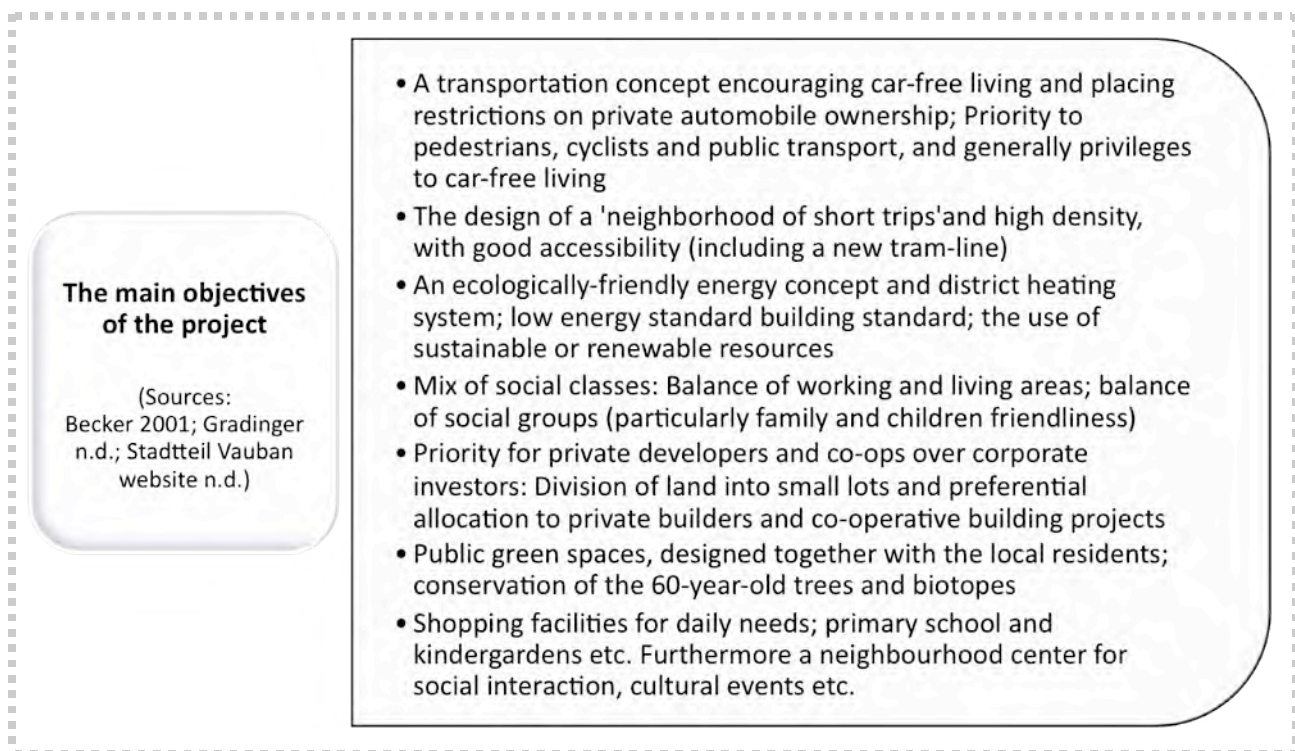 The main objectives
of the project
(Sources:
Becker 2001; Gradinger
n.d.; Stadtteil Vauban
website n.d.)
• A transportation concept encouraging car-free living and placing
restrictions on private automobile ownership; Priority to
pedestrians, cyclists and public transport, and generally privileges
to car-free living
• The design of a 'neighborhood of short trips'and high density,
with good accessibility (including a new tram-line)
• An ecologically-friendly energy concept and district heating
system; low energy standard building standard; the use of
sustainable or renewable resources
• Mix of social classes: Balance of working and living areas; balance
of social groups (particularly family and children friendliness)
• Priority for private developers and co-ops over corporate
investors: Division of land into small lots and preferential
allocation to private builders and co-operative building projects
• Public green spaces, designed together with the local residents;
conservation of the 60-year-old trees and biotopes
• Shopping facilities for daily needs; primary school and
kindergardens etc. Furthermore a neighbourhood center for
social interaction, cultural events etc.